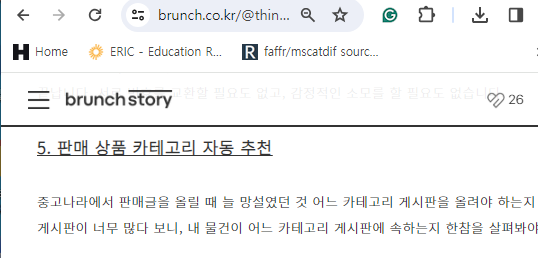 brunch.co.kr/@thin...
Home
ERIC - Education R...
faffr/mscatdif sourc...
brunch story
26
교환할 필요도 없고, 감정적인 소모를 할 필요도 없습니다
5. 판매 상품 카테고리 자동 추천
중고나라에서 판매글을 올릴 때 늘 망설였던 것 어느 카테고리 게시판을 올려야 하는지
게시판이 너무 많다 보니, 내 물건이 어느 카테고리 게시판에 속하는지 한참을 살펴봐야